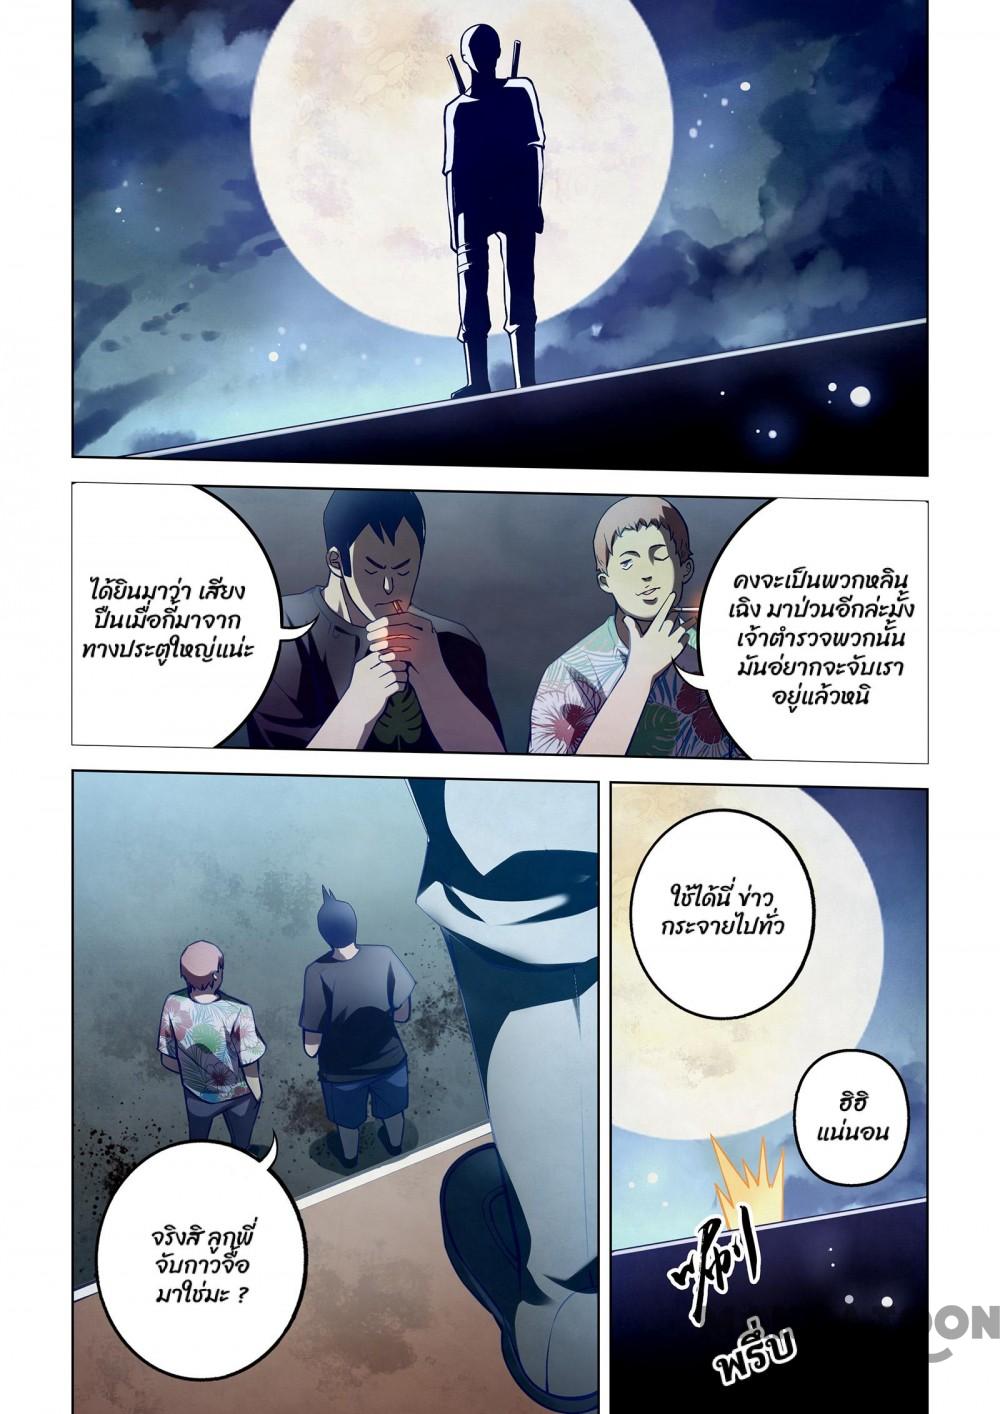 ได้ยินมาว่า เสียง
ปืนเมื่อกี้มาจาก
ทางประตูใหญ่แน่ะ
คงจะเป็นพวกหลิน
เฉิง มาป่วนอีกล่ะมั้ง
เจ้าตำรวจพวกนั้น
มันอยากจะจับเรา
อยู่แล้วหนิ
ใช้ได้นี่ ข่าว
กระจายไปทั่ว
ฮิฮิ
แน่นอน
จริงสิ ลูกพี่
จับกาวจื้อ
มาใช่มะ ?
พรึ่บ